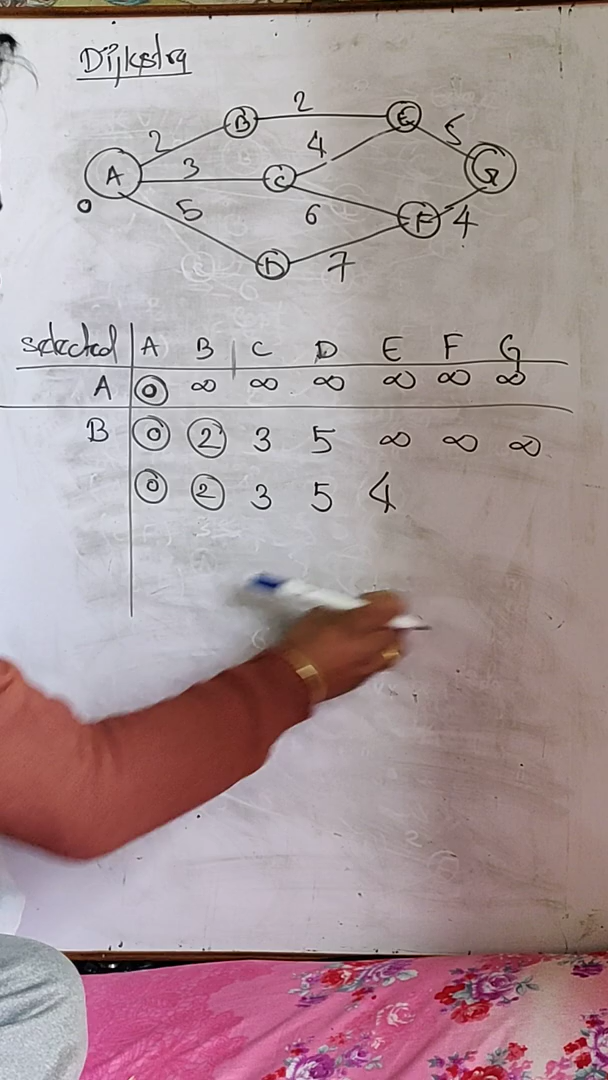 Dijkstra
2
B
2
E
5
A
3
C
4
G
0
5
6
F
4
D
7
selected A B C D E F G
A 0 ∞ ∞ ∞ ∞ ∞ ∞
B 0 2 3 5 ∞ ∞ ∞
0 2 3 5 4